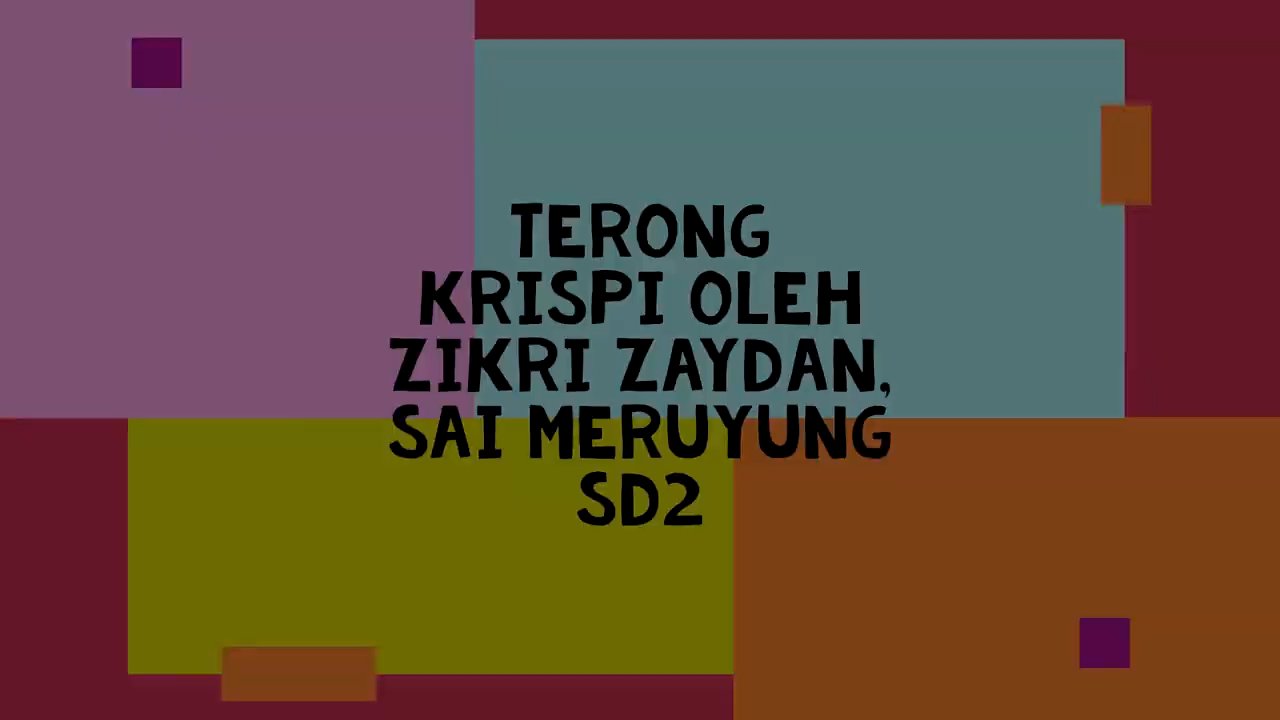 TERONG
KRISPI OLEH
ZIKRI ZAYDAN,
SAI MERUYUNG
SD2